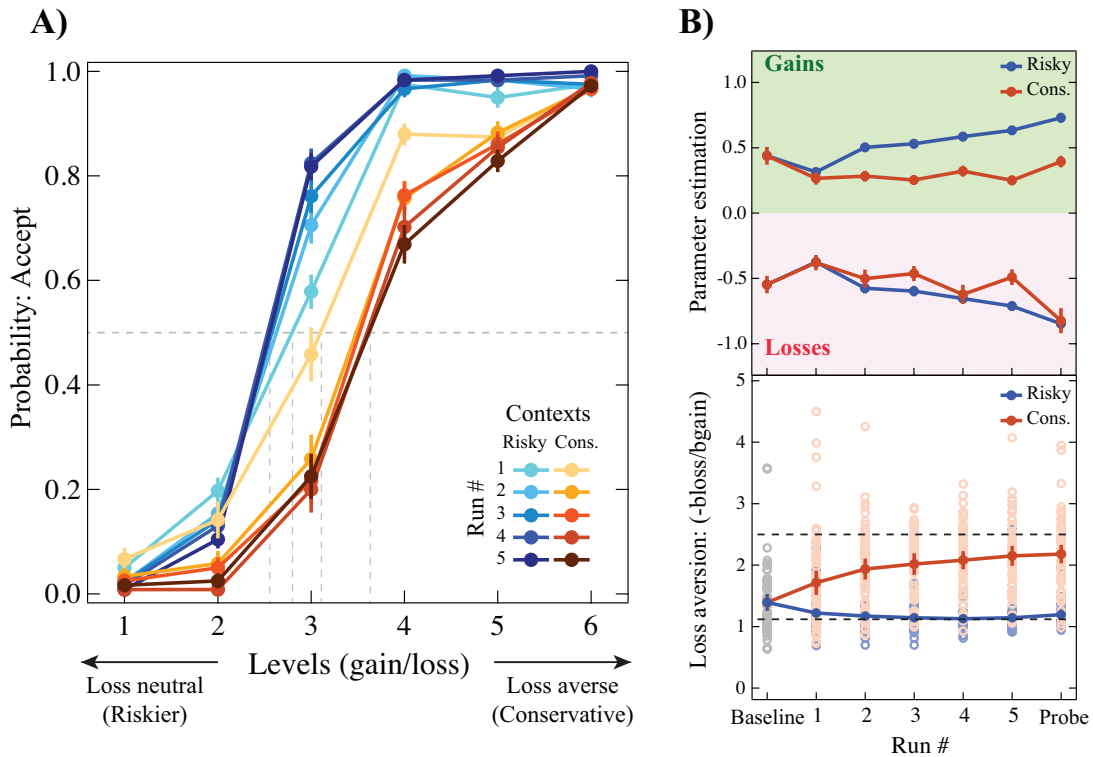 A)
Probability: Accept
1.0
0.8
0.6
0.4
0.2
0.0
1 2 3 4 5 6
Levels (gain/loss)
Loss neutral
(Riskier)
Loss averse
(Conservative)
Contexts
Risky Cons.
Run #
1
2
3
4
5
B)
Gains
Risky
Cons.
Parameter estimation
1.0
0.5
0.0
-0.5
-1.0
Losses
Risky
Cons.
Loss aversion: (-bloss/bgain)
5
4
3
2
1
0
Baseline 1 2 3 4 5 Probe
Run #